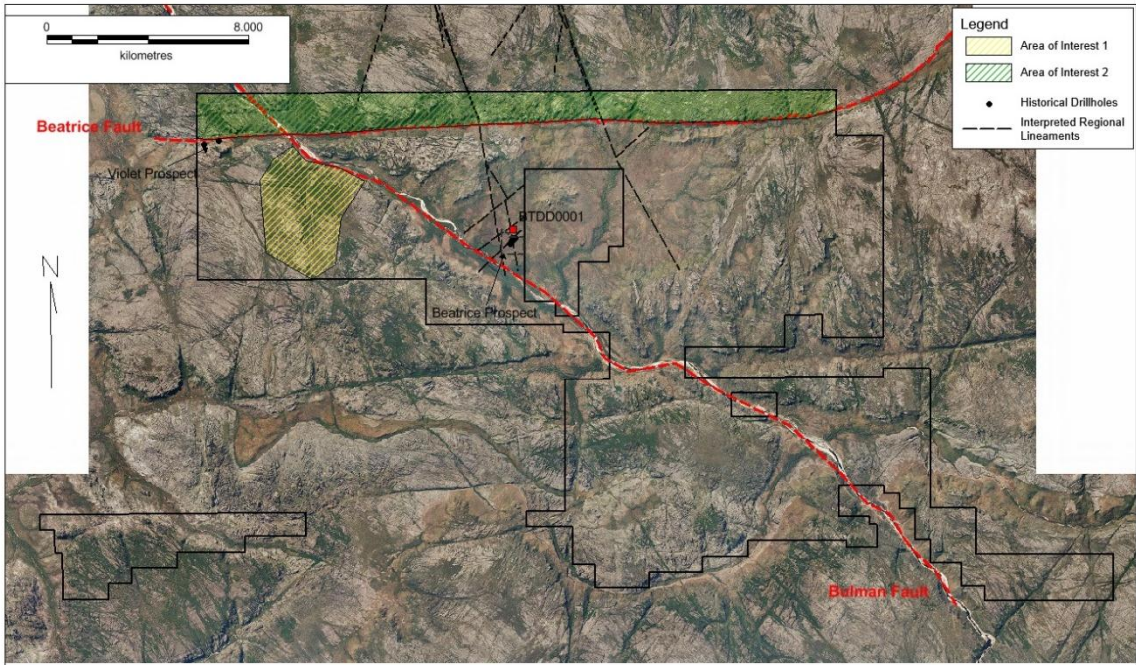 0 8.000
kilometres
Legend
Area of Interest 1
Area of Interest 2
Historical Drillholes
Interpreted Regional
Lineaments
Beatrice Fault
Violet Prospect
BTDD0001
N
Beatrice Prospect
Bulman Fault